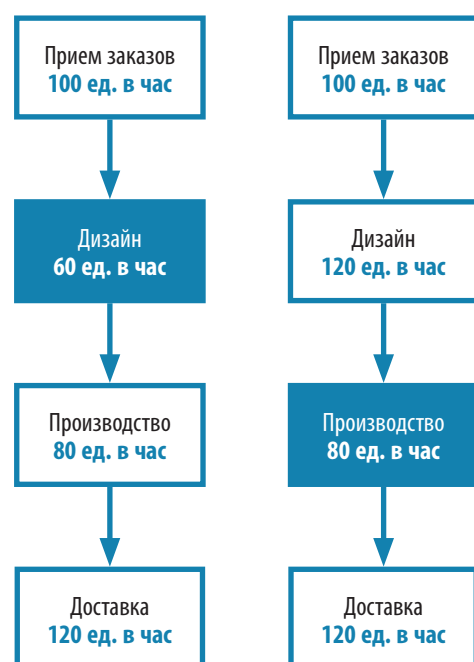 Прием заказов
100 ед. в час
Дизайн
60 ед. в час
Производство
80 ед. в час
Доставка
120 ед. в час
Прием заказов
100 ед. в час
Дизайн
120 ед. в час
Производство
80 ед. в час
Доставка
120 ед. в час